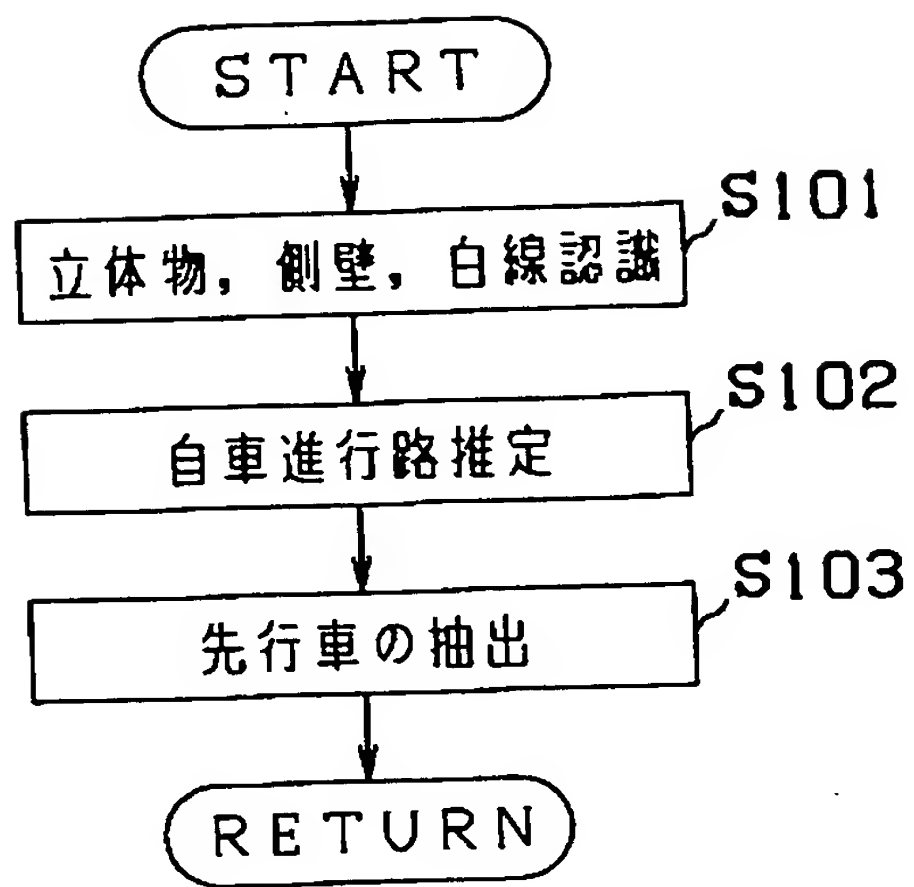 START
S101
立体物，側壁，白線認識
S102
自車進行路推定
S103
先行車の抽出
RETURN